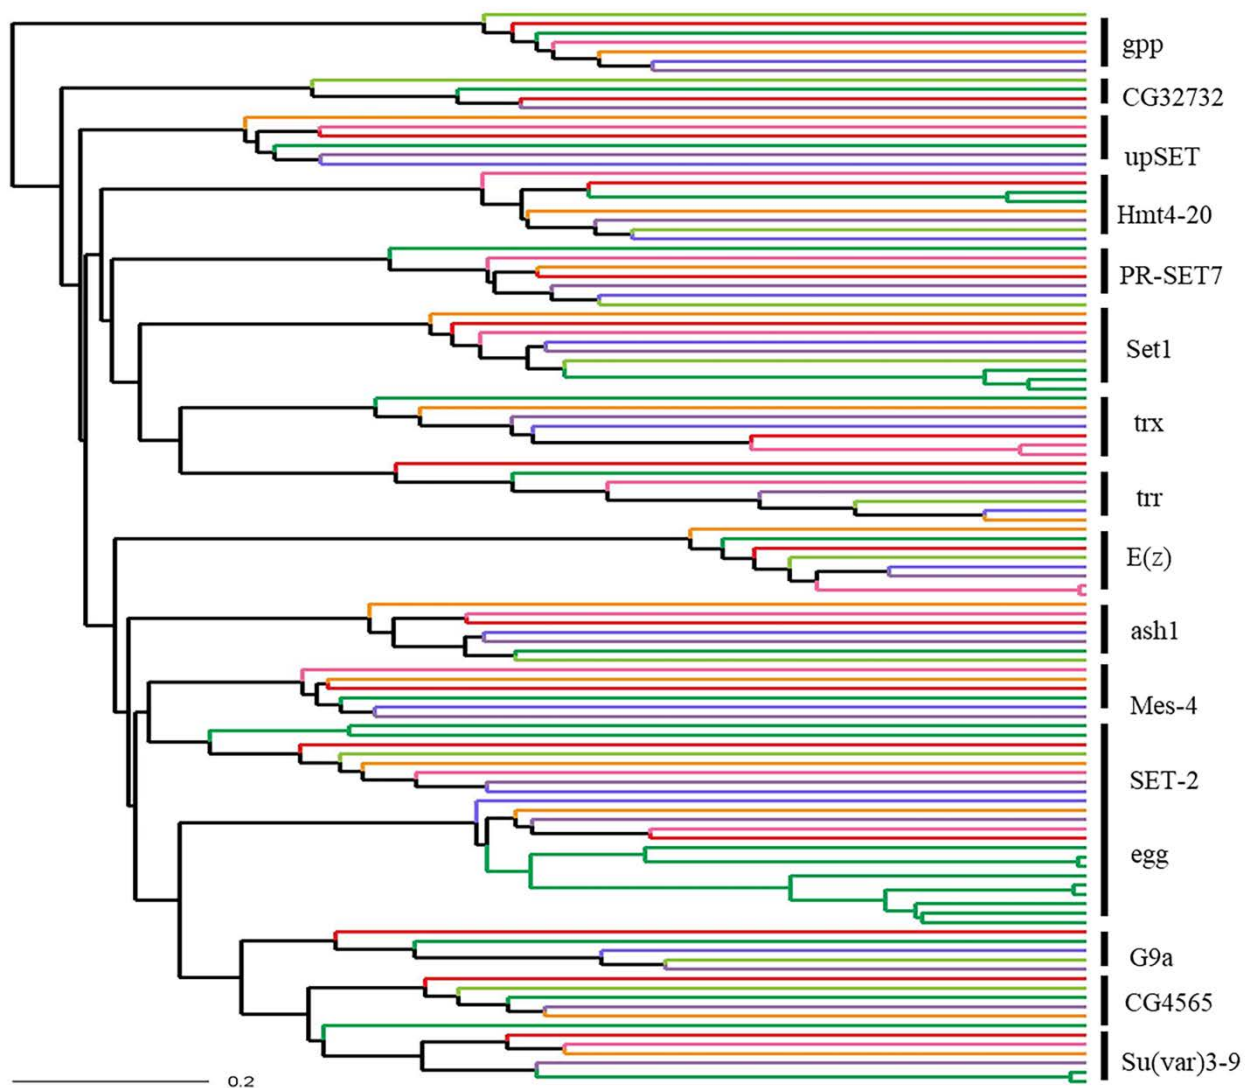 gpp
CG32732
upSET
Hmt4-20
PR-SET7
Set1
trx
trr
E(z)
ash1
Mes-4
SET-2
egg
G9a
CG4565
Su(var)3-9
0.2